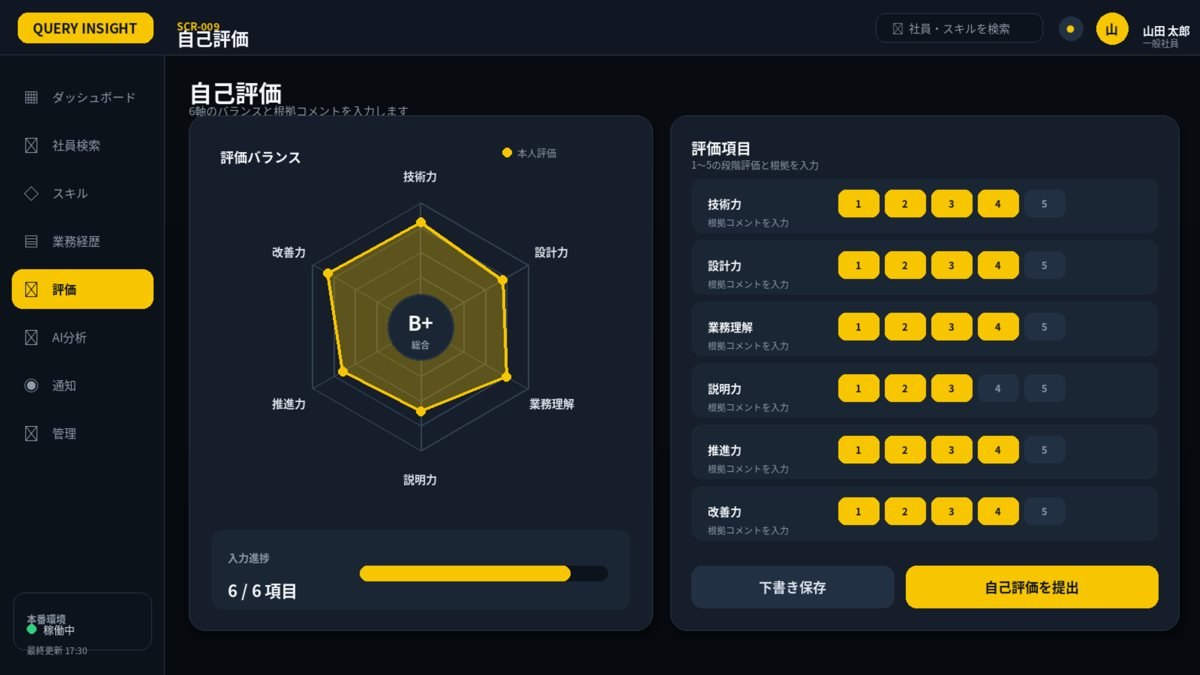 QUERY INSIGHT
SCR-009
自己評価
社員・スキルを検索
山
山田 太郎
一般社員
ダッシュボード
社員検索
スキル
業務経歴
評価
AI分析
通知
管理
本番環境
稼働中
最終更新 17:30
自己評価
6軸のバランスと根拠コメントを入力します
評価バランス
本人評価
技術力
改善力
設計力
B+
総合
推進力
業務理解
説明力
入力進捗
6 / 6 項目
評価項目
1〜5の段階評価と根拠を入力
技術力
根拠コメントを入力
1 2 3 4 5
設計力
根拠コメントを入力
1 2 3 4 5
業務理解
根拠コメントを入力
1 2 3 4 5
説明力
根拠コメントを入力
1 2 3 4 5
推進力
根拠コメントを入力
1 2 3 4 5
改善力
根拠コメントを入力
1 2 3 4 5
下書き保存
自己評価を提出